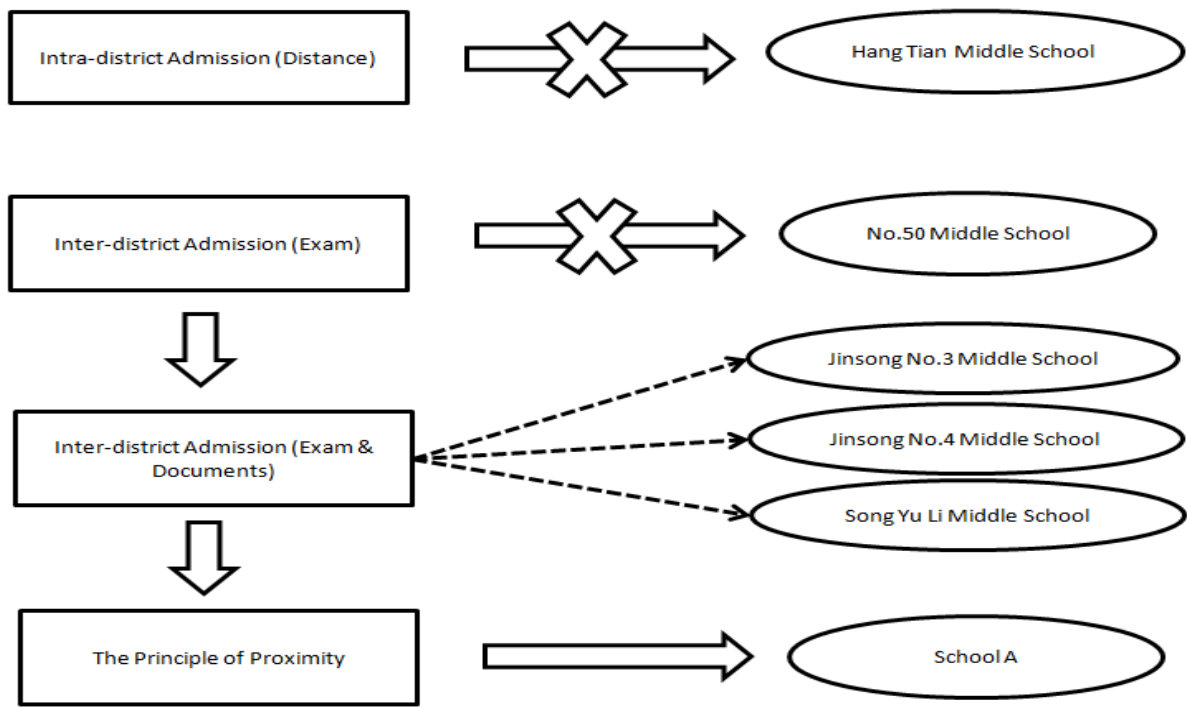 Intra-district Admission (Distance)
Hang Tian Middle School
Inter-district Admission (Exam)
No.50 Middle School
Jinsong No.3 Middle School
Inter-district Admission (Exam &
Documents)
Jinsong No.4 Middle School
Song Yu Li Middle School
The Principle of Proximity
School A